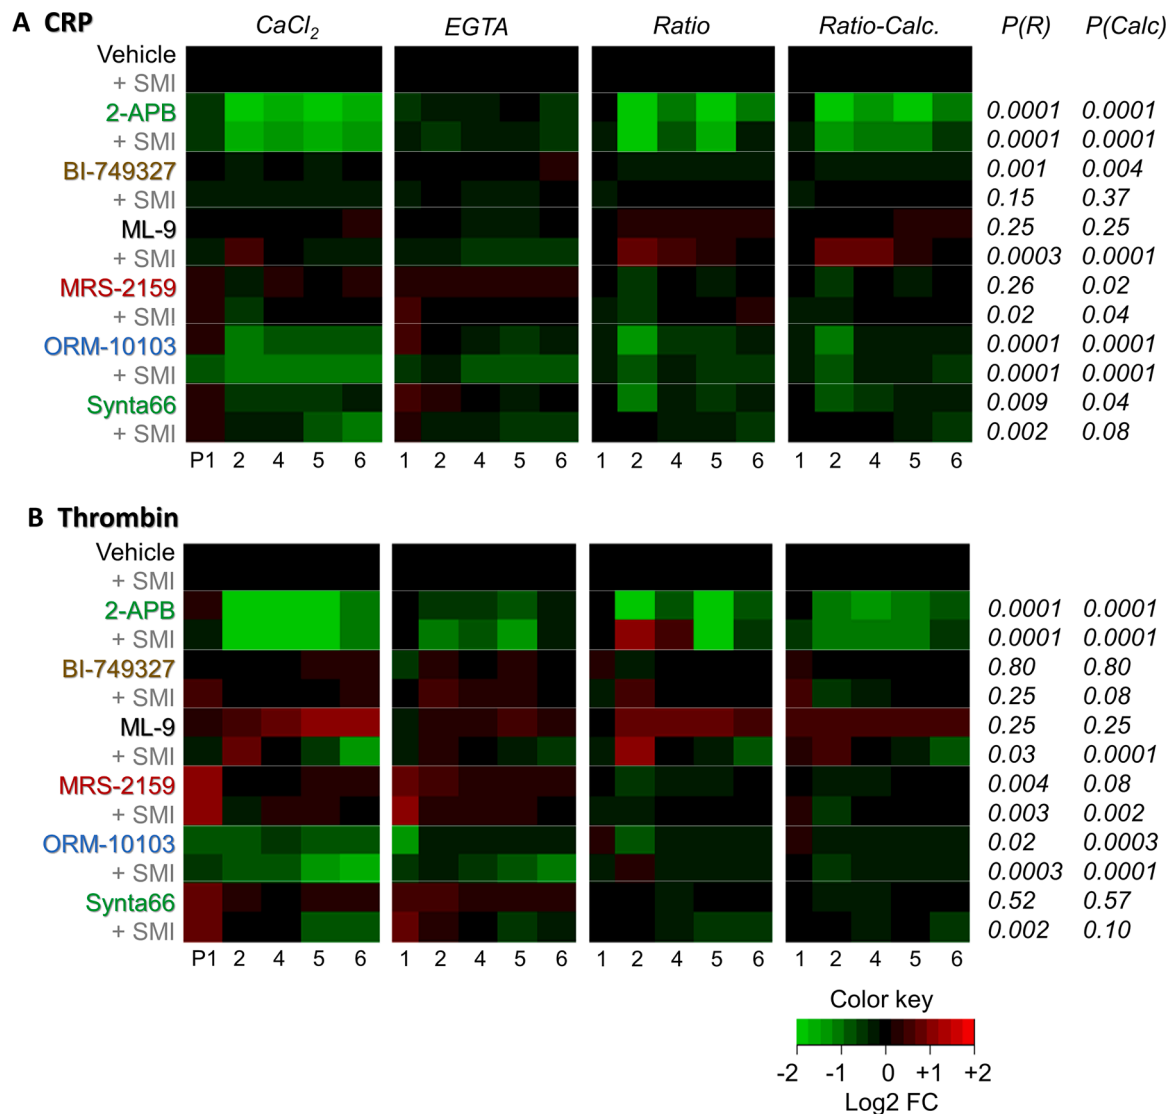 A CRP CaCl2 EGTA Ratio Ratio-Calc. P(R) P(Calc)
Vehicle
+ SMI
2-APB 0.0001 0.0001
+ SMI 0.0001 0.0001
BI-749327 0.001 0.004
+ SMI 0.15 0.37
ML-9 0.25 0.25
+ SMI 0.0003 0.0001
MRS-2159 0.26 0.02
+ SMI 0.02 0.04
ORM-10103 0.0001 0.0001
+ SMI 0.0001 0.0001
Synta66 0.009 0.04
+ SMI 0.002 0.08
P1 2 4 5 6 1 2 4 5 6 1 2 4 5 6 1 2 4 5 6
B Thrombin
Vehicle
+ SMI
2-APB 0.0001 0.0001
+ SMI 0.0001 0.0001
BI-749327 0.80 0.80
+ SMI 0.25 0.08
ML-9 0.25 0.25
+ SMI 0.03 0.0001
MRS-2159 0.004 0.08
+ SMI 0.003 0.002
ORM-10103 0.02 0.0003
+ SMI 0.0003 0.0001
Synta66 0.52 0.57
+ SMI 0.002 0.10
P1 2 4 5 6 1 2 4 5 6 1 2 4 5 6 1 2 4 5 6
Color key
-2 -1 0 +1 +2
Log2 FC